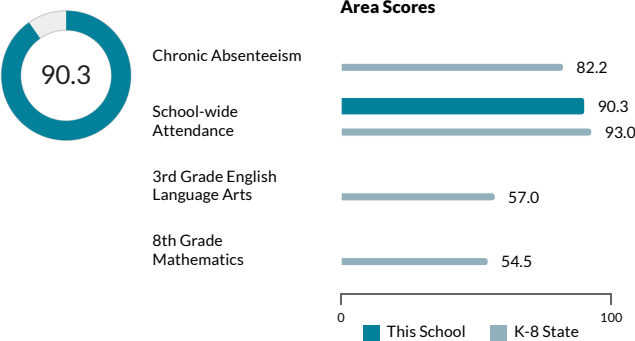 Area Scores
90.3
Chronic Absenteeism
82.2
School-wide
Attendance
90.3
93.0
3rd Grade English
Language Arts
57.0
8th Grade
Mathematics
54.5
0
100
This School
K-8 State